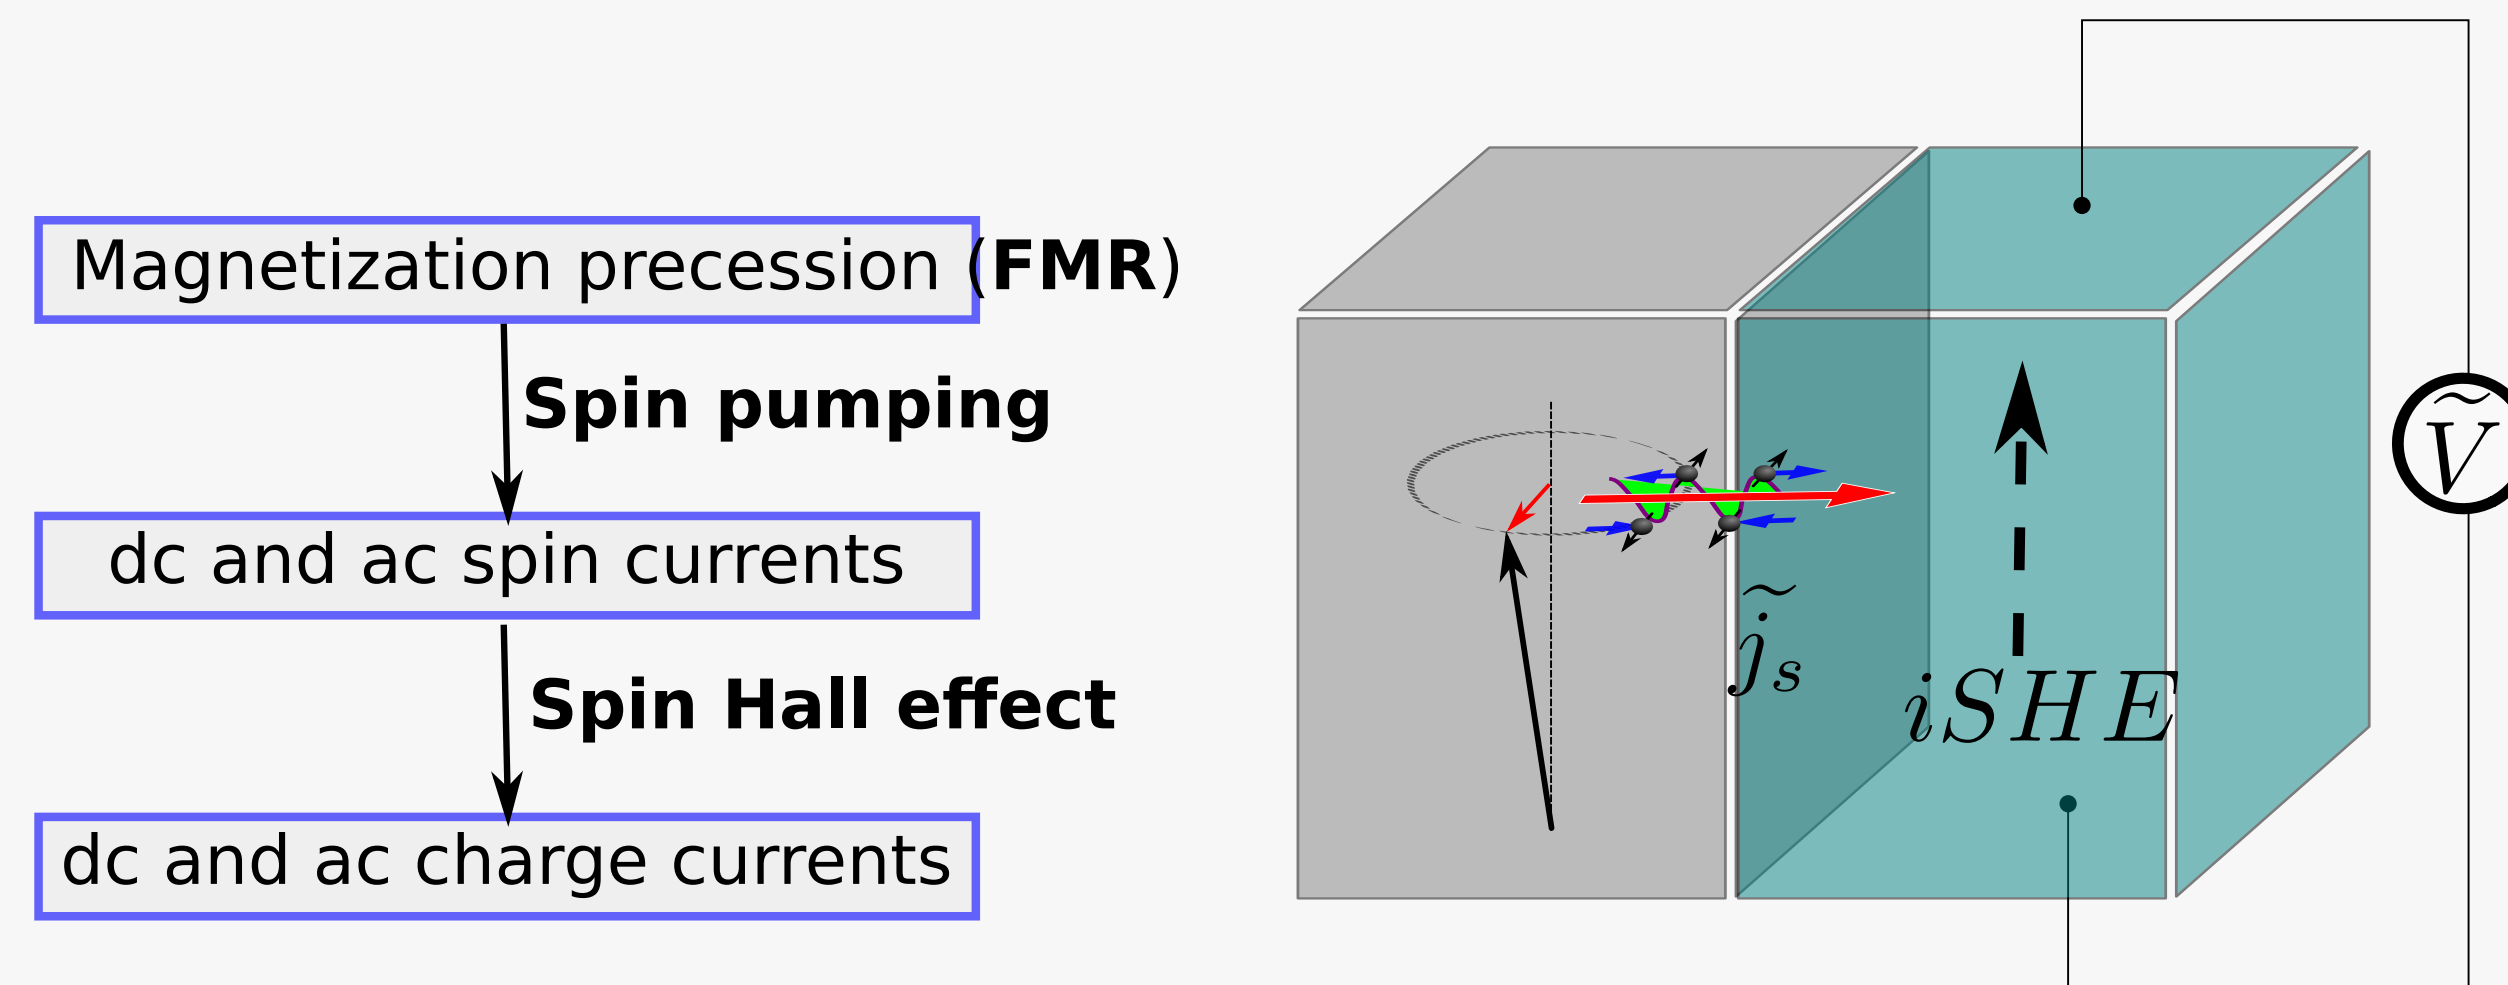 Magnetization precession (FMR)
Spin pumping
dc and ac spin currents
Spin Hall effect
dc and ac charge currents
j̃ₛ
iSHE
Ṽ